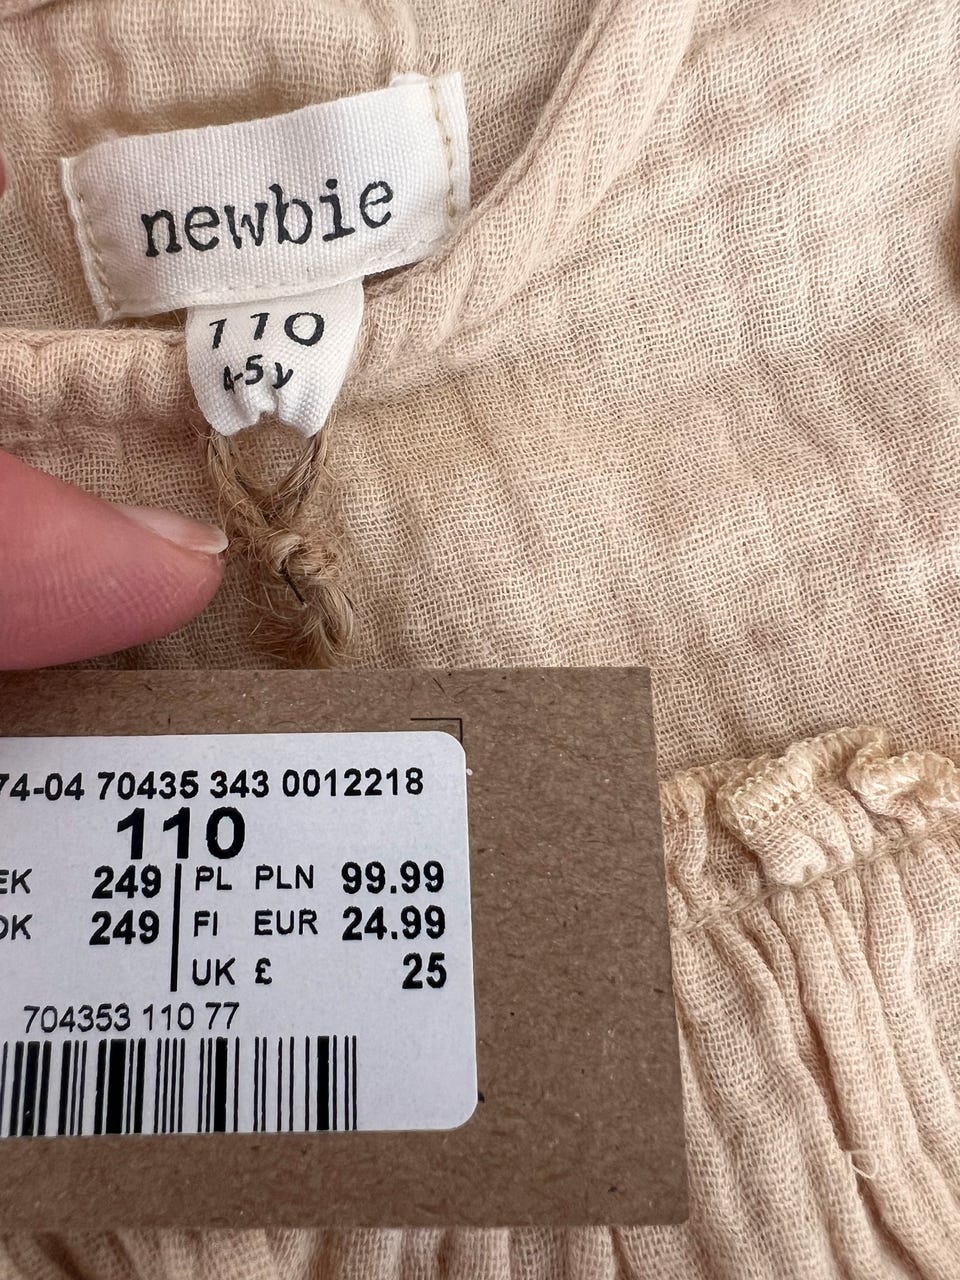 newbie
110
4-5y
74-04 70435 343 0012218
110
EK 249 PL PLN 99.99
OK 249 FI EUR 24.99
UK £ 25
704353 110 77